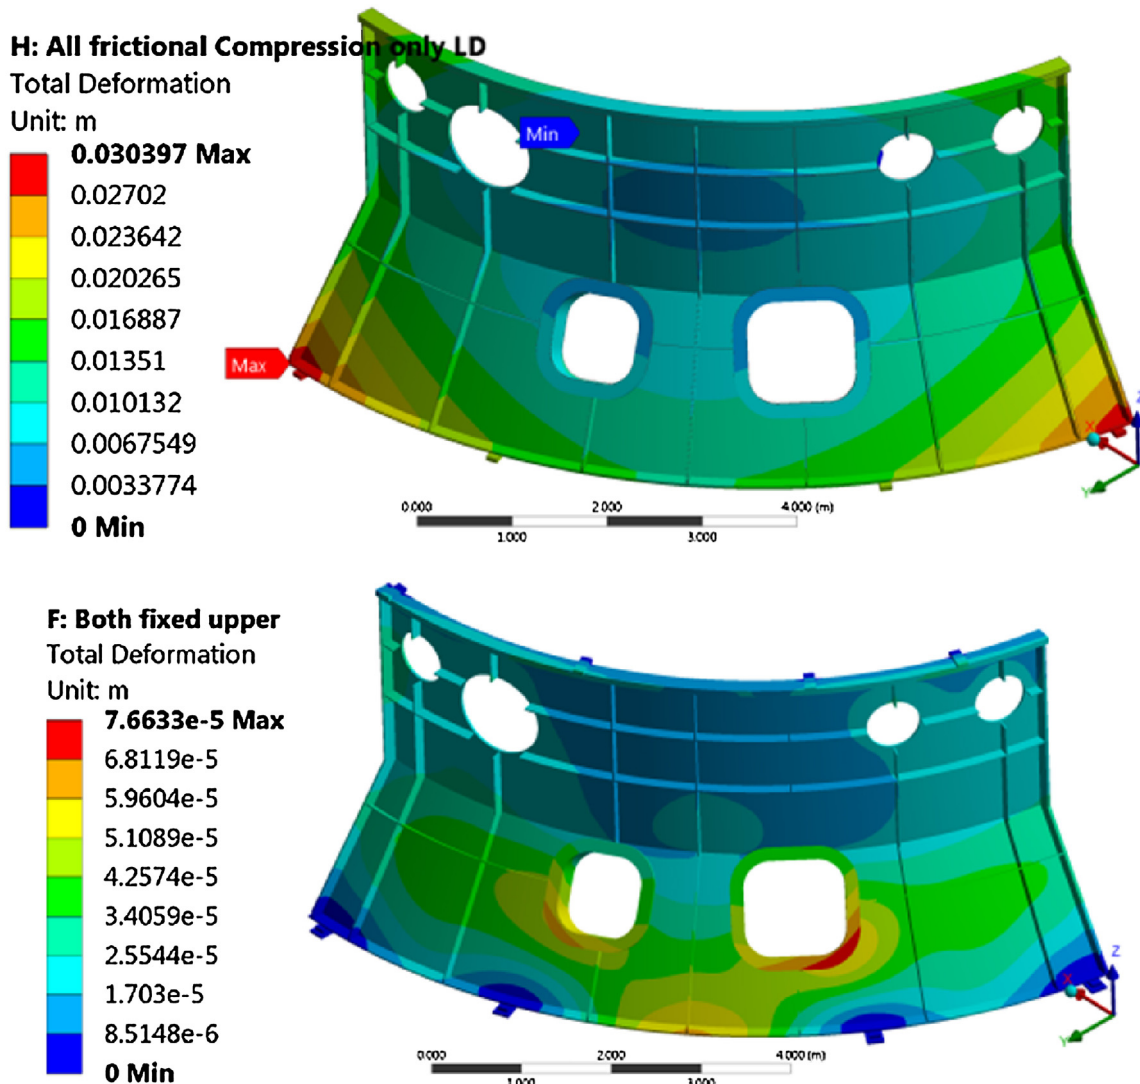 H: All frictional Compression only LD
Total Deformation
Unit: m
0.030397 Max
0.02702
0.023642
0.020265
0.016887
0.01351
0.010132
0.0067549
0.0033774
0 Min
Min
Max
X
Z
Y
0.000 2.000 4.000 (m)
1.000 3.000
F: Both fixed upper
Total Deformation
Unit: m
7.6633e-5 Max
6.8119e-5
5.9604e-5
5.1089e-5
4.2574e-5
3.4059e-5
2.5544e-5
1.703e-5
8.5148e-6
0 Min
Z
X
Y
0.000 2.000 4.000 (m)
1.000 3.000